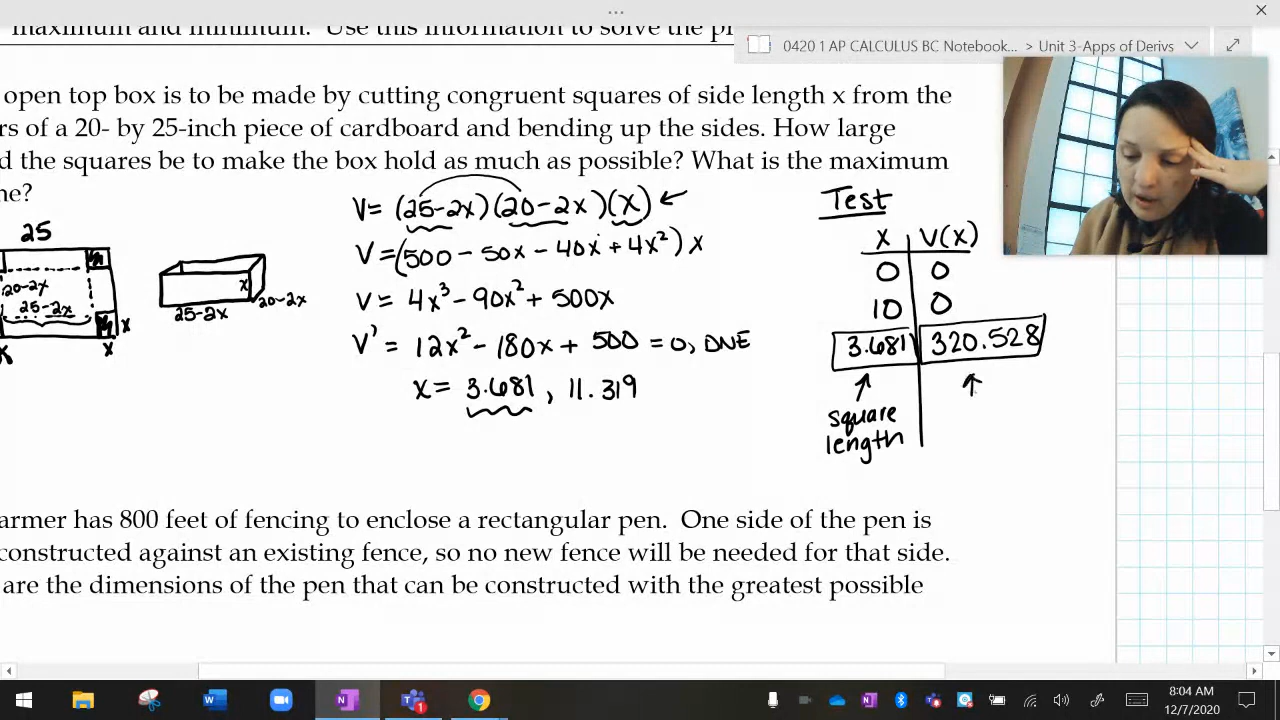 maximum and minimum. Use this information to solve the pr
0420 1 AP CALCULUS BC Notebook... > Unit 3-Apps of Derivs
open top box is to be made by cutting congruent squares of side length x from the
rs of a 20- by 25-inch piece of cardboard and bending up the sides. How large
d the squares be to make the box hold as much as possible? What is the maximum
ne?
25
20-2x
25-2x
x
x
x
25-2x
20-2x
V= (25-2x)(20-2x)(x) ←
V=(500 - 50x - 40x + 4x²) x
V= 4x³ - 90x² + 500x
V' = 12x² - 180x + 500 = 0, DNE
x = 3.681, 11.319
Test
x V(x)
0 0
10 0
3.681 320.528
↑ ↑
square
length
armer has 800 feet of fencing to enclose a rectangular pen. One side of the pen is
constructed against an existing fence, so no new fence will be needed for that side.
are the dimensions of the pen that can be constructed with the greatest possible
8:04 AM
12/7/2020